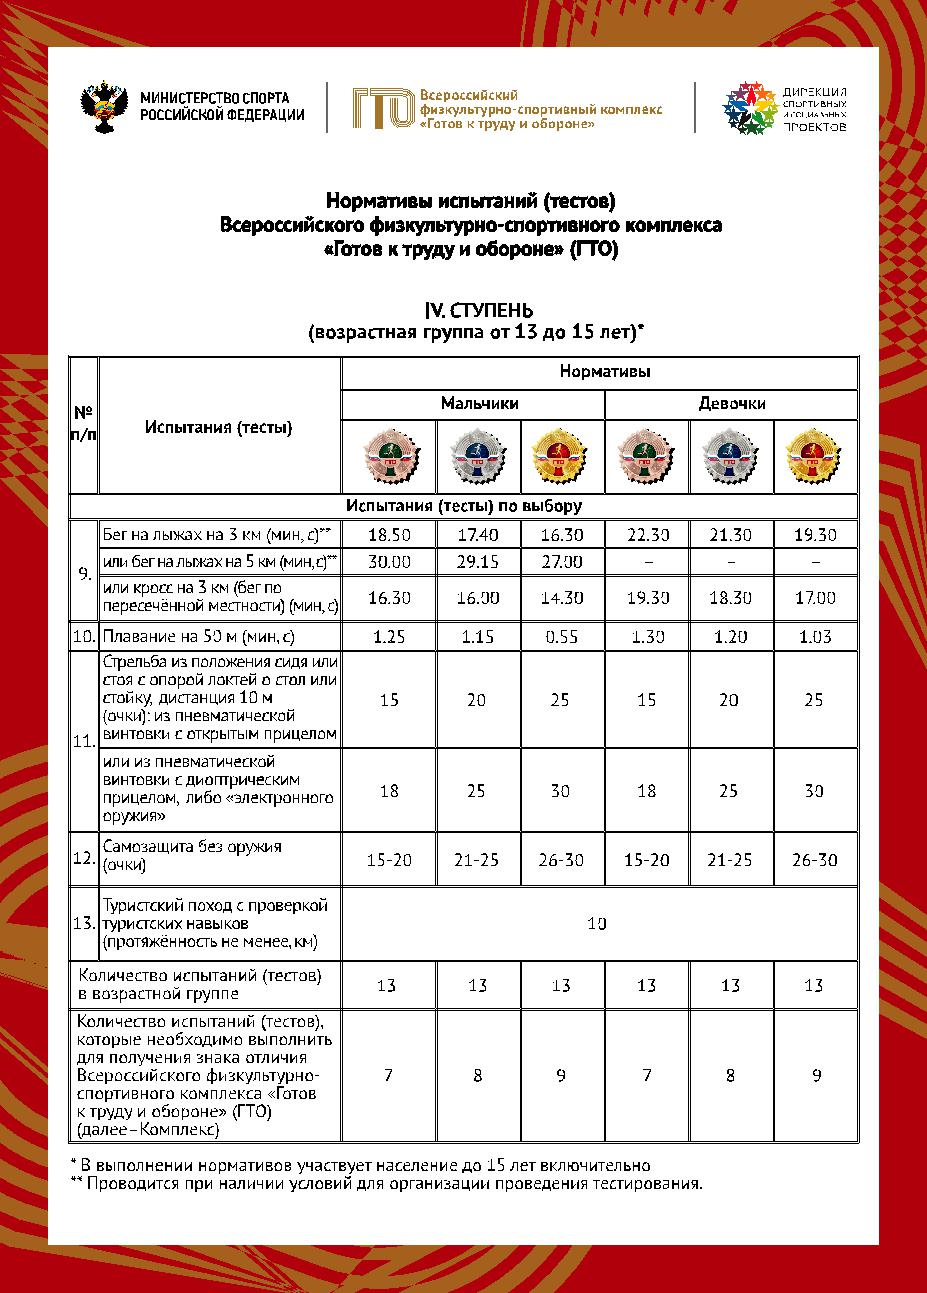 МИНИСТЕРСТВО СПОРТА
РОССИЙСКОЙ ФЕДЕРАЦИИ
ГТО
Всероссийский
физкультурно-спортивный комплекс
«Готов к труду и обороне»
ДИРЕКЦИЯ
СПОРТИВНЫХ
И СОЦИАЛЬНЫХ
ПРОЕКТОВ
Нормативы испытаний (тестов)
Всероссийского физкультурно-спортивного комплекса
«Готов к труду и обороне» (ГТО)
IV. СТУПЕНЬ
(возрастная группа от 13 до 15 лет)*
№
п/п
Испытания (тесты)
Нормативы
Мальчики Девочки
ГТО ГТО ГТО ГТО ГТО ГТО
Испытания (тесты) по выбору
9.
Бег на лыжах на 3 км (мин, с)** 18.50 17.40 16.30 22.30 21.30 19.30
или бег на лыжах на 5 км (мин,с)** 30.00 29.15 27.00 – – –
или кросс на 3 км (бег по
пересечённой местности) (мин, с) 16.30 16.00 14.30 19.30 18.30 17.00
10. Плавание на 50 м (мин, с) 1.25 1.15 0.55 1.30 1.20 1.03
11.
Стрельба из положения сидя или
стоя с опорой локтей о стол или
стойку, дистанция 10 м
(очки): из пневматической
винтовки с открытым прицелом
15 20 25 15 20 25
или из пневматической
винтовки с диоптрическим
прицелом, либо «электронного
оружия»
18 25 30 18 25 30
12. Самозащита без оружия
(очки)
15-20 21-25 26-30 15-20 21-25 26-30
13.
Туристский поход с проверкой
туристских навыков
(протяжённость не менее, км)
10
Количество испытаний (тестов)
в возрастной группе
13 13 13 13 13 13
Количество испытаний (тестов),
которые необходимо выполнить
для получения знака отличия
Всероссийского физкультурно-
спортивного комплекса «Готов
к труду и обороне» (ГТО)
(далее–Комплекс)
7 8 9 7 8 9
* В выполнении нормативов участвует население до 15 лет включительно
** Проводится при наличии условий для организации проведения тестирования.